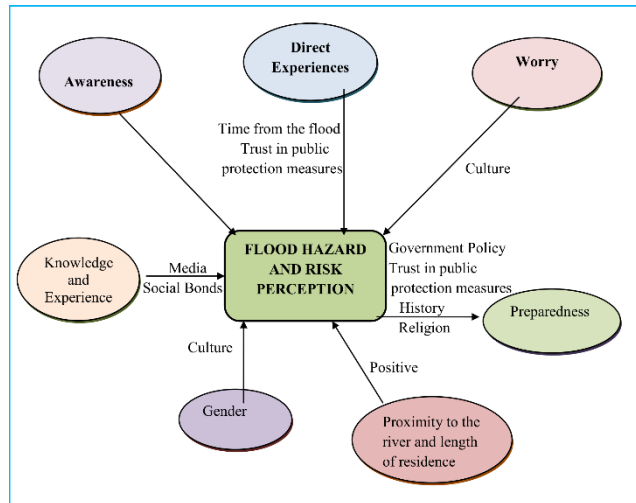 Awareness
Direct
Experiences
Worry
Time from the flood
Trust in public
protection measures
Culture
Knowledge
and
Experience
Media
Social Bonds
FLOOD HAZARD
AND RISK
PERCEPTION
Government Policy
Trust in public
protection measures
History
Religion
Preparedness
Culture
Positive
Gender
Proximity to the
river and length
of residence